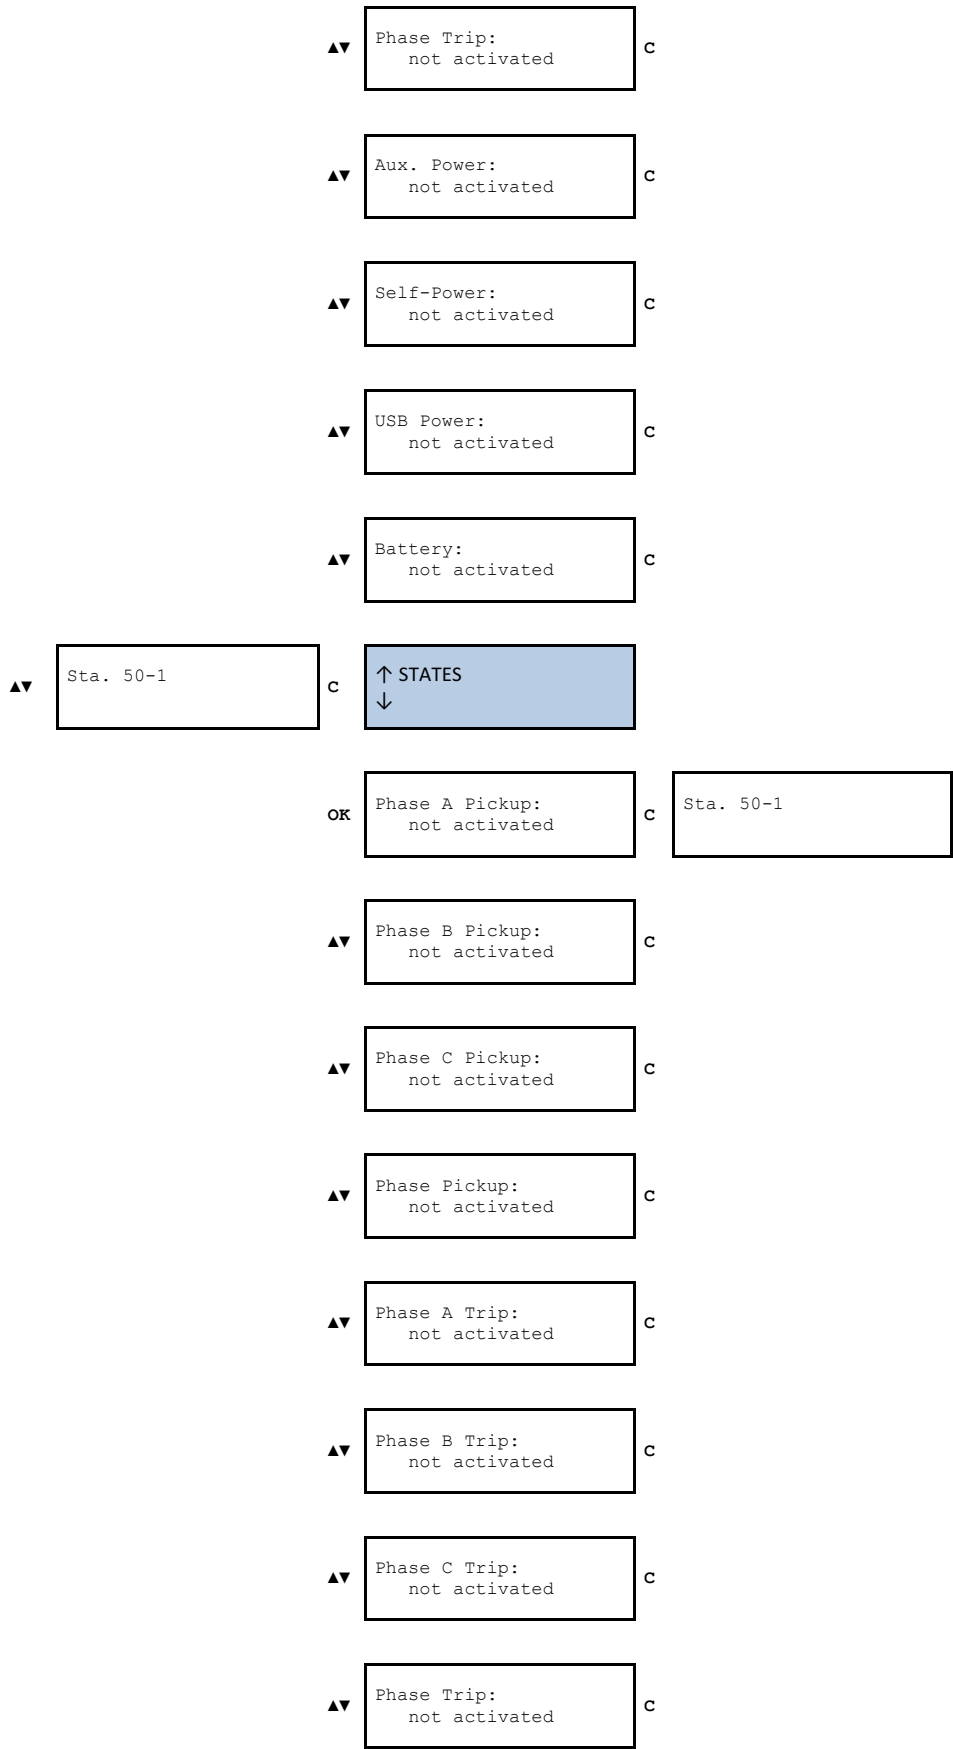 ▲▼ Phase Trip: C
not activated
▲▼ Aux. Power: C
not activated
▲▼ Self-Power: C
not activated
▲▼ USB Power: C
not activated
▲▼ Battery: C
not activated
▲▼ Sta. 50-1 C ↑ STATES
↓
OK Phase A Pickup: C Sta. 50-1
not activated
▲▼ Phase B Pickup: C
not activated
▲▼ Phase C Pickup: C
not activated
▲▼ Phase Pickup: C
not activated
▲▼ Phase A Trip: C
not activated
▲▼ Phase B Trip: C
not activated
▲▼ Phase C Trip: C
not activated
▲▼ Phase Trip: C
not activated